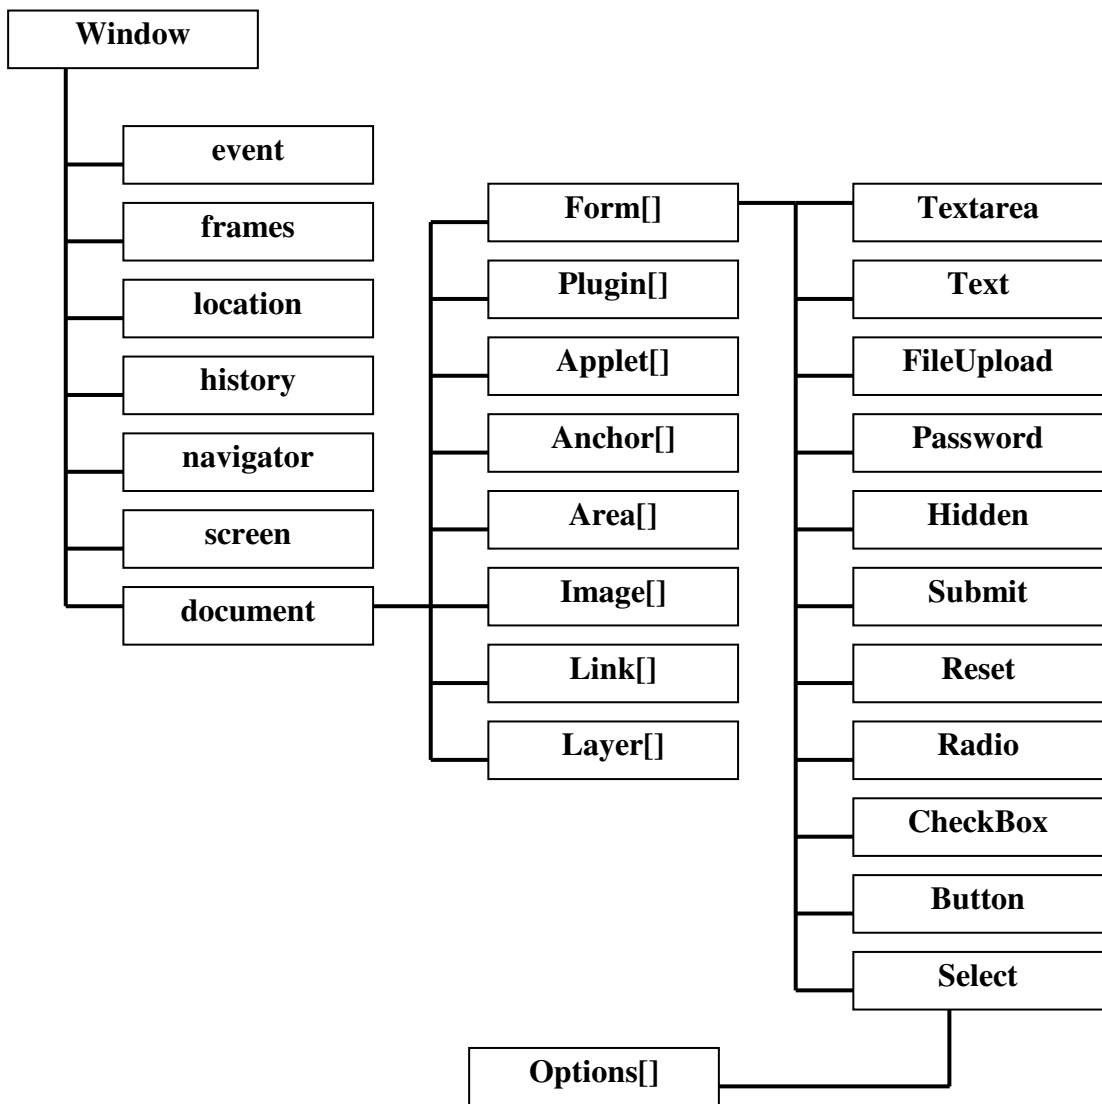 Window
event
frames
location
history
navigator
screen
document
Form[]
Plugin[]
Applet[]
Anchor[]
Area[]
Image[]
Link[]
Layer[]
Textarea
Text
FileUpload
Password
Hidden
Submit
Reset
Radio
CheckBox
Button
Select
Options[]